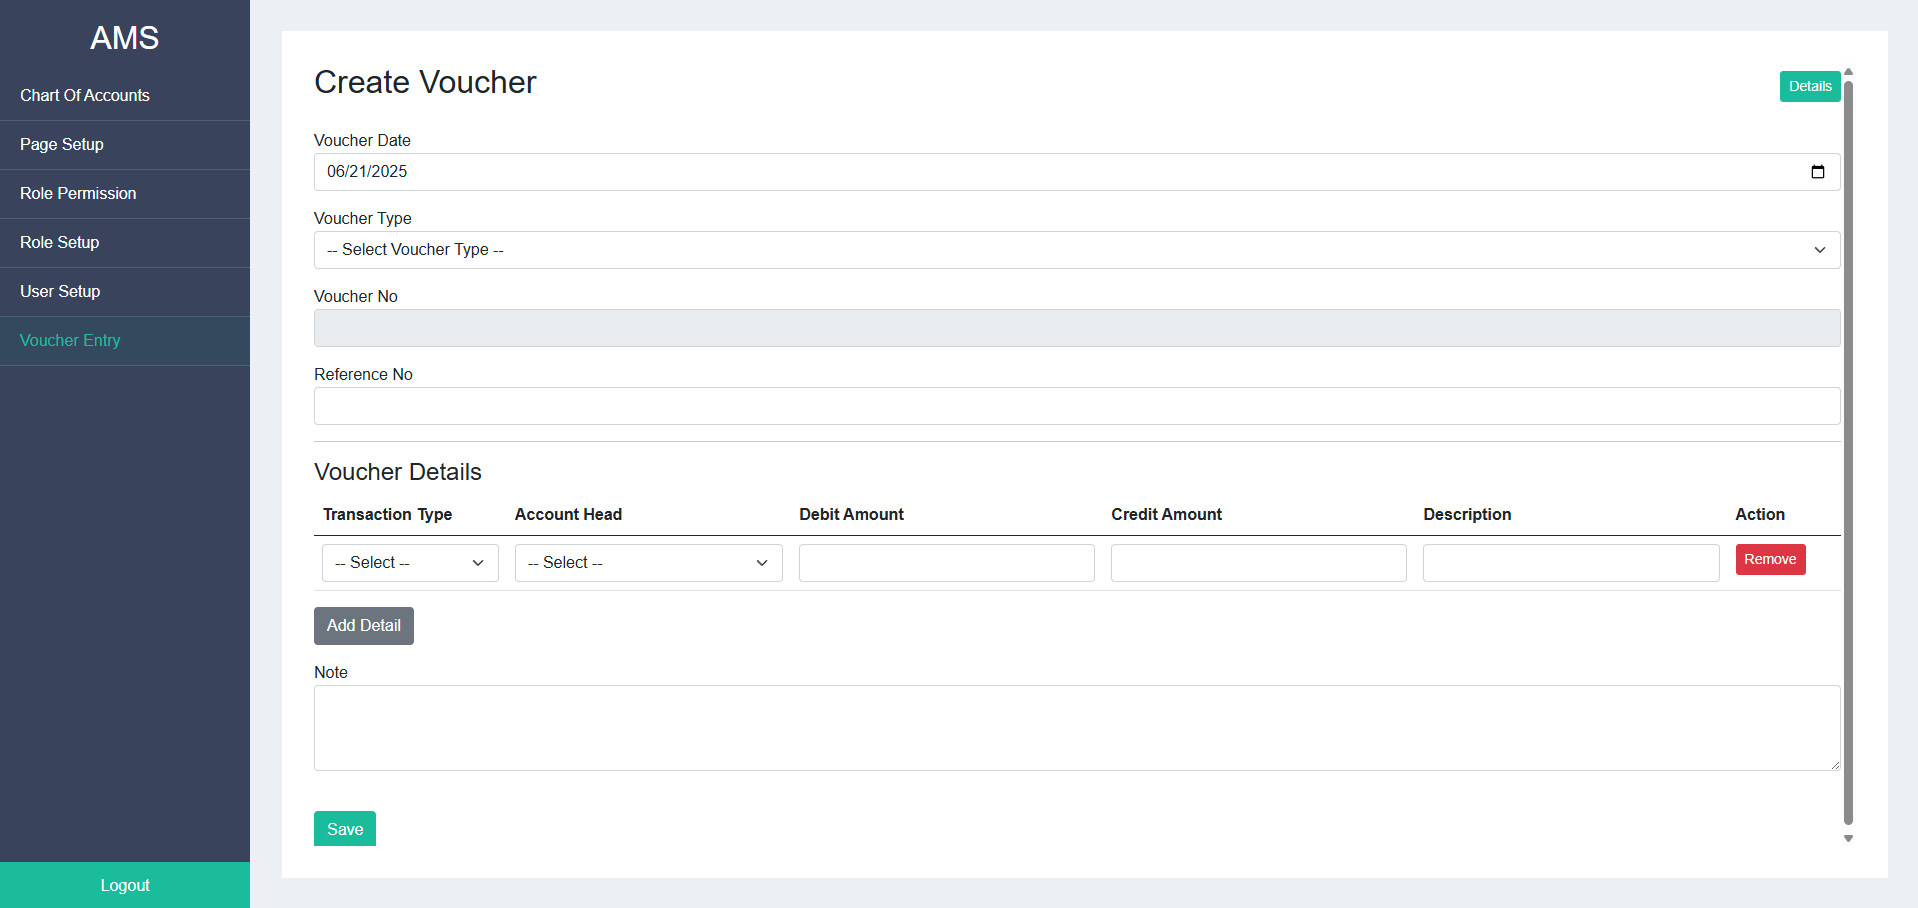 AMS
Chart Of Accounts
Page Setup
Role Permission
Role Setup
User Setup
Voucher Entry
Logout
Create Voucher
Details
Voucher Date
06/21/2025
Voucher Type
-- Select Voucher Type --
Voucher No
Reference No
Voucher Details
Transaction Type Account Head Debit Amount Credit Amount Description Action
-- Select -- -- Select -- Remove
Add Detail
Note
Save